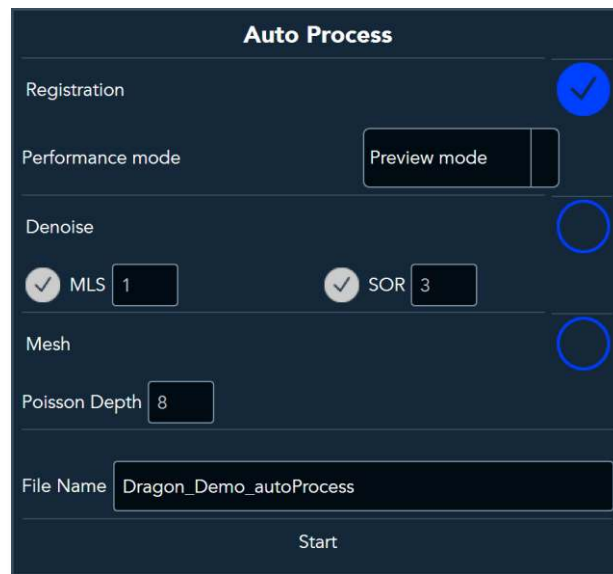 Auto Process
Registration
Performance mode Preview mode
Denoise
MLS 1 SOR 3
Mesh
Poisson Depth 8
File Name Dragon_Demo_autoProcess
Start